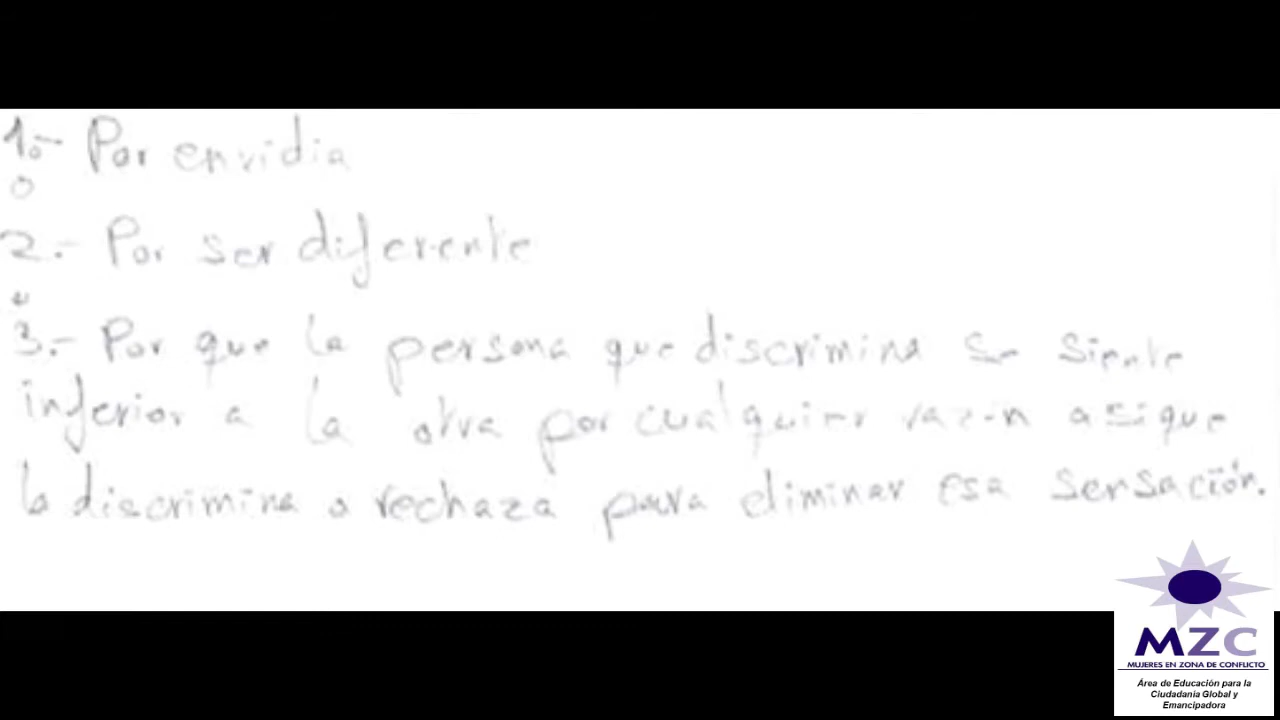 1.- Por envidia
o
2.- Por ser diferente
3.- Por que la persona que discrimina se siente
inferior a la otra por cualquier razón asi que
la discrimina o rechaza para eliminar esa sensación.
MZC
MUJERES EN ZONA DE CONFLICTO
Área de Educación para la
Ciudadanía Global y
Emancipadora